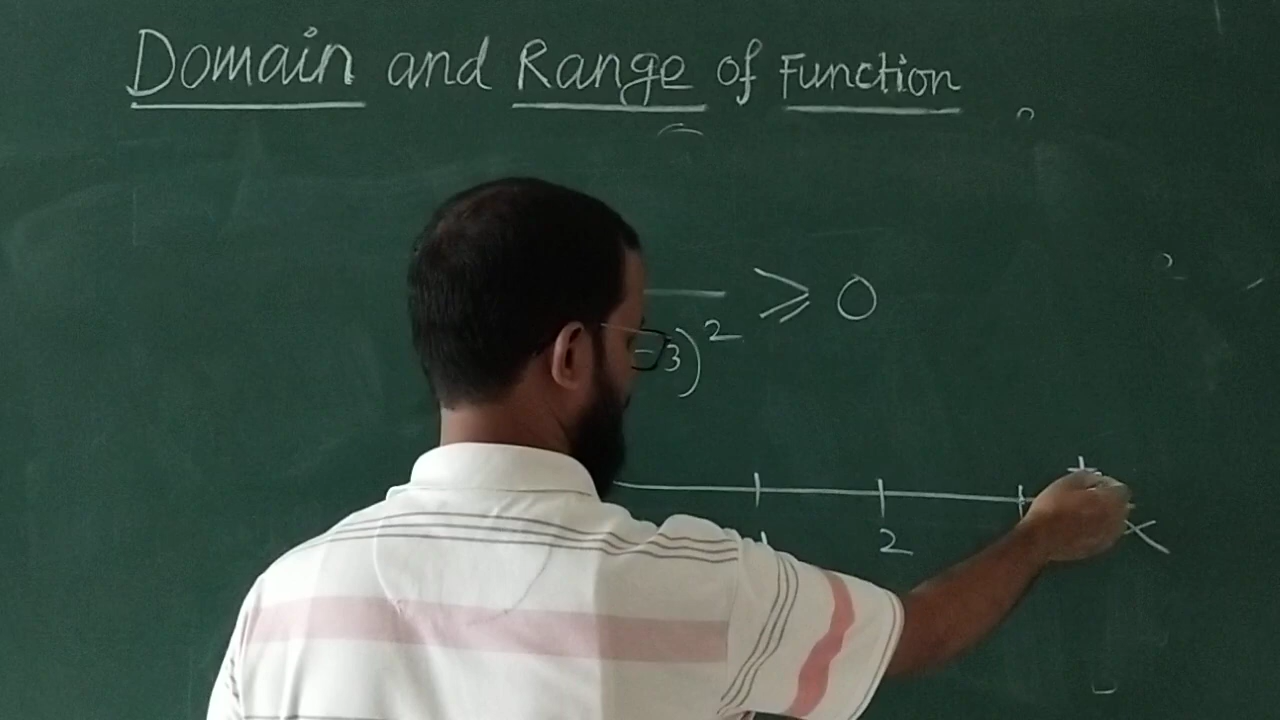 Domain and Range of Function
≥ 0
-3)²
2
X